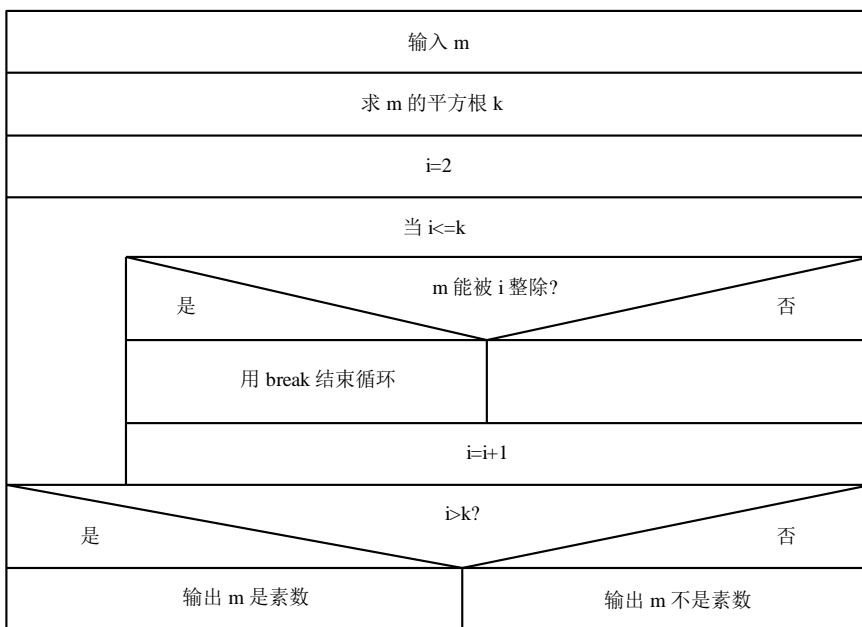 输入 m
求 m 的平方根 k
i=2
当 i<=k
m 能被 i 整除?
是
否
用 break 结束循环
i=i+1
i>k?
是
否
输出 m 是素数
输出 m 不是素数